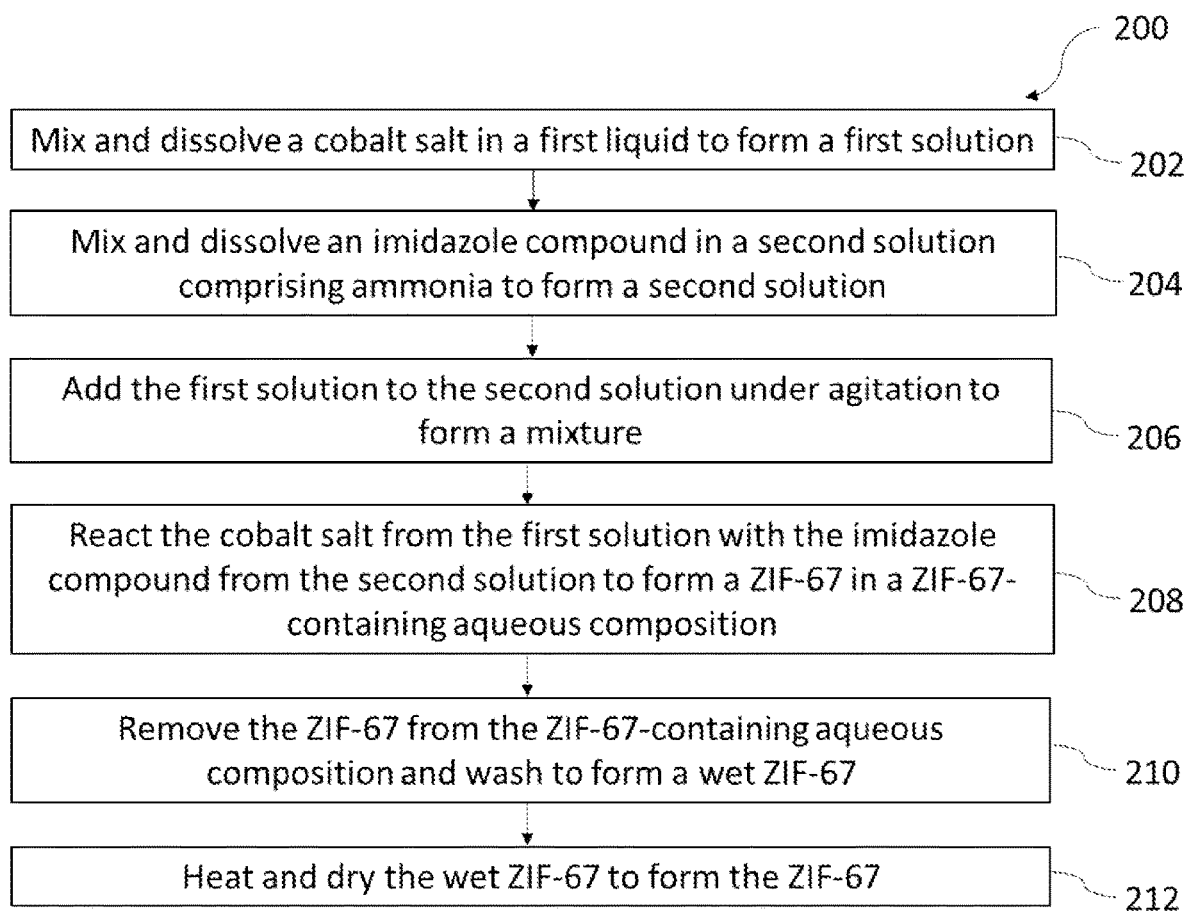 200
Mix and dissolve a cobalt salt in a first liquid to form a first solution
202
Mix and dissolve an imidazole compound in a second solution
comprising ammonia to form a second solution
204
Add the first solution to the second solution under agitation to
form a mixture
206
React the cobalt salt from the first solution with the imidazole
compound from the second solution to form a ZIF-67 in a ZIF-67-
containing aqueous composition
208
Remove the ZIF-67 from the ZIF-67-containing aqueous
composition and wash to form a wet ZIF-67
210
Heat and dry the wet ZIF-67 to form the ZIF-67
212